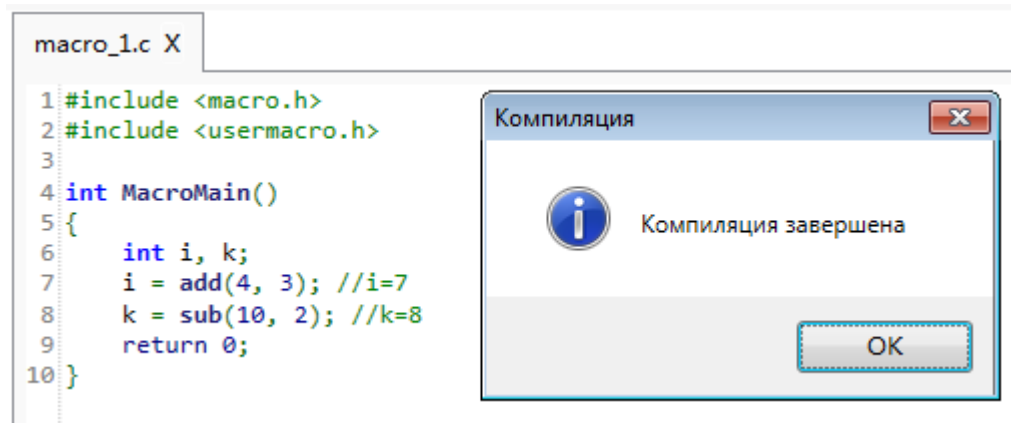 macro_1.c X
1 #include <macro.h>
2 #include <usermacro.h>
3
4 int MacroMain()
5 {
6     int i, k;
7     i = add(4, 3); //i=7
8     k = sub(10, 2); //k=8
9     return 0;
10 }
Компиляция
Компиляция завершена
OK